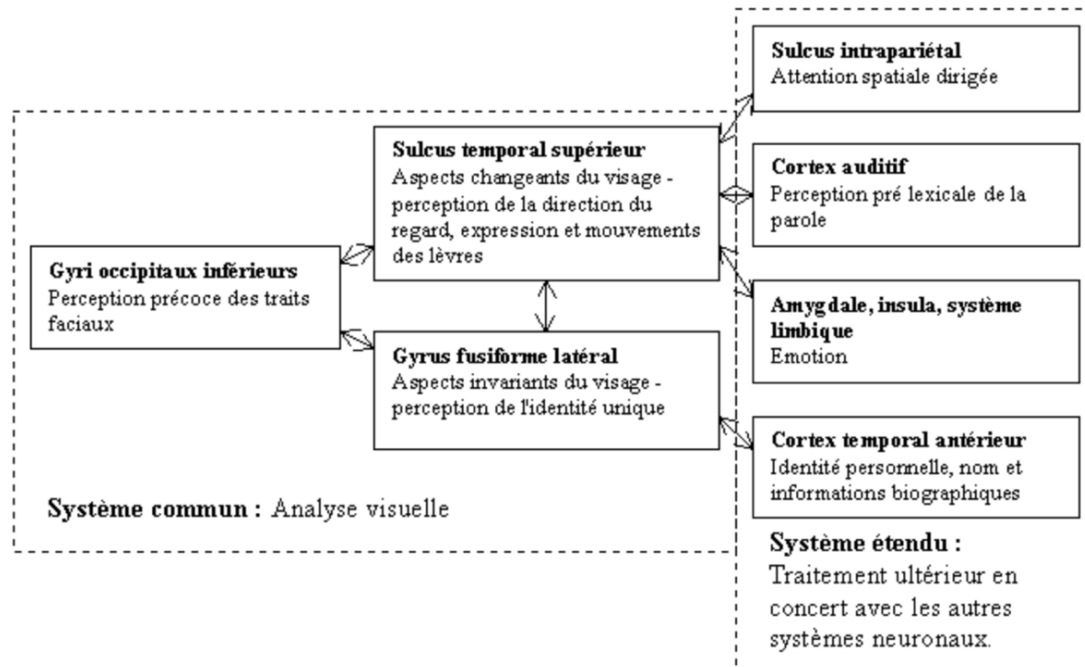 Sulcus intrapariétal
Attention spatiale dirigée
Sulcus temporal supérieur
Aspects changeants du visage -
perception de la direction du
regard, expression et mouvements
des lèvres
Cortex auditif
Perception pré lexicale de la
parole
Gyri occipitaux inférieurs
Perception précoce des traits
faciaux
Amygdale, insula, système
limbique
Emotion
Gyrus fusiforme latéral
Aspects invariants du visage -
perception de l'identité unique
Cortex temporal antérieur
Identité personnelle, nom et
informations biographiques
Système commun : Analyse visuelle
Système étendu :
Traitement ultérieur en
concert avec les autres
systèmes neuronaux.